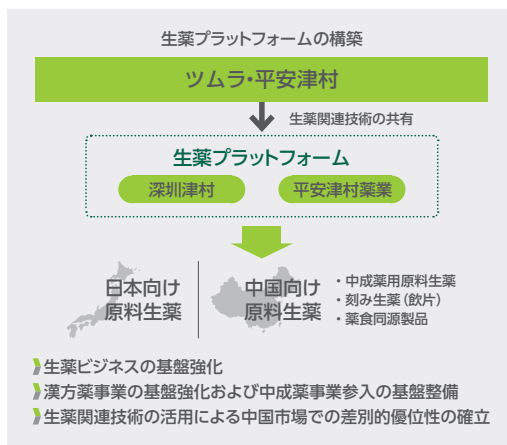 生薬プラットフォームの構築
ツムラ・平安津村
生薬関連技術の共有
生薬プラットフォーム
深圳津村
平安津村薬業
日本向け
原料生薬
中国向け
原料生薬
・中成薬用原料生薬
・刻み生薬(飲片)
・薬食同源製品
生薬ビジネスの基盤強化
漢方薬事業の基盤強化および中成薬事業参入の基盤整備
生薬関連技術の活用による中国市場での差別的優位性の確立